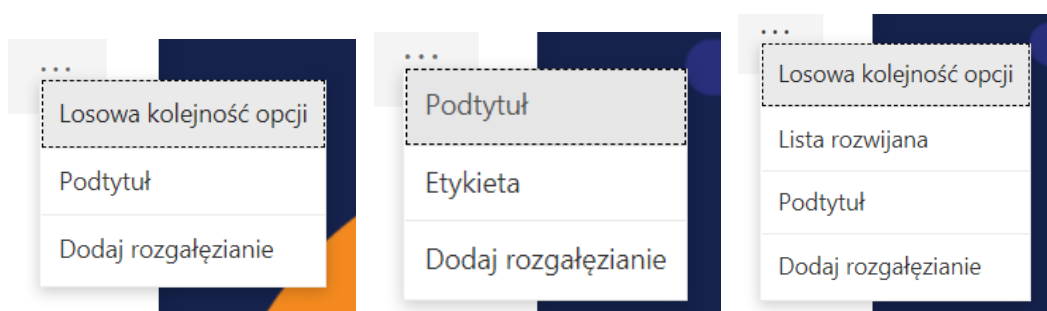 ...
Losowa kolejność opcji
Podtytuł
Dodaj rozgałęzianie
...
Podtytuł
Etykieta
Dodaj rozgałęzianie
...
Losowa kolejność opcji
Lista rozwijana
Podtytuł
Dodaj rozgałęzianie